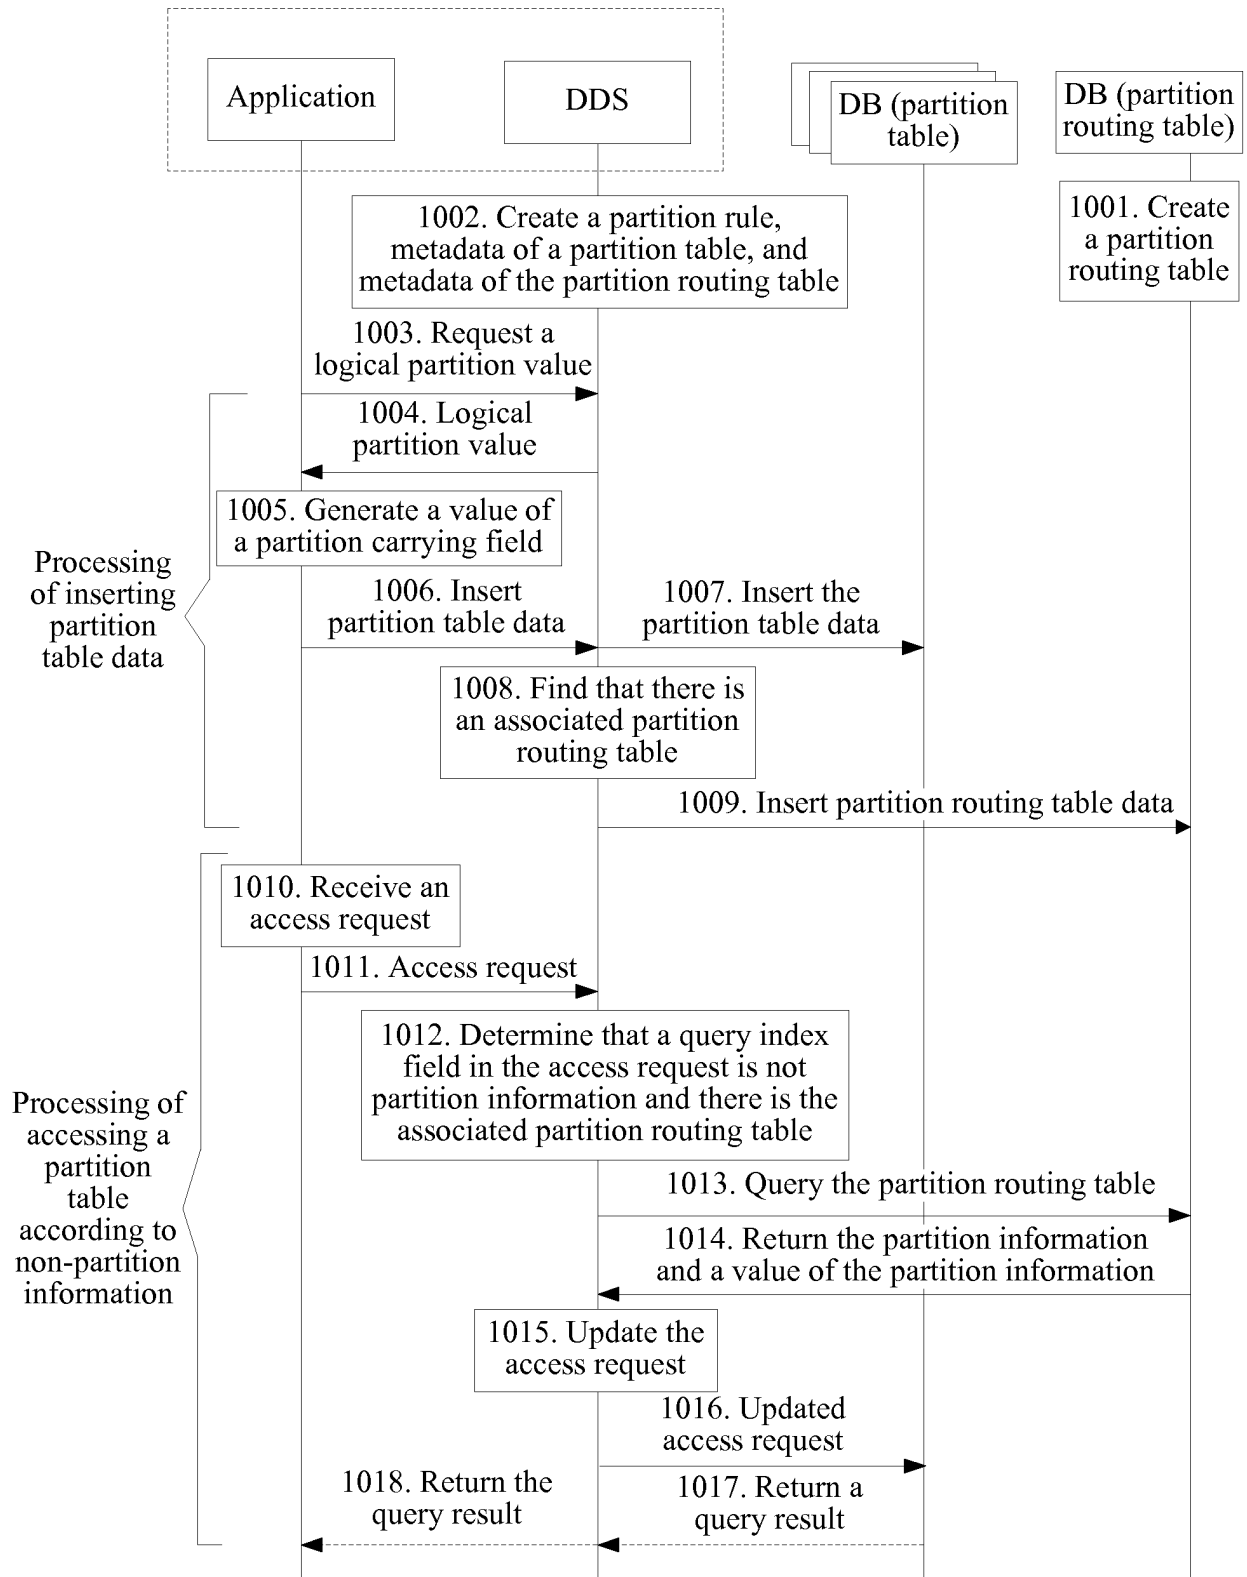 Application
DDS
DB (partition
table)
DB (partition
routing table)
1001. Create
a partition
routing table
1002. Create a partition rule,
metadata of a partition table, and
metadata of the partition routing table
1003. Request a
logical partition value
1004. Logical
partition value
1005. Generate a value of
a partition carrying field
Processing
of inserting
partition
table data
1006. Insert
partition table data
1007. Insert the
partition table data
1008. Find that there is
an associated partition
routing table
1009. Insert partition routing table data
1010. Receive an
access request
1011. Access request
1012. Determine that a query index
field in the access request is not
partition information and there is the
associated partition routing table
Processing of
accessing a
partition
table
according to
non-partition
information
1013. Query the partition routing table
1014. Return the partition information
and a value of the partition information
1015. Update the
access request
1016. Updated
access request
1017. Return a
query result
1018. Return the
query result